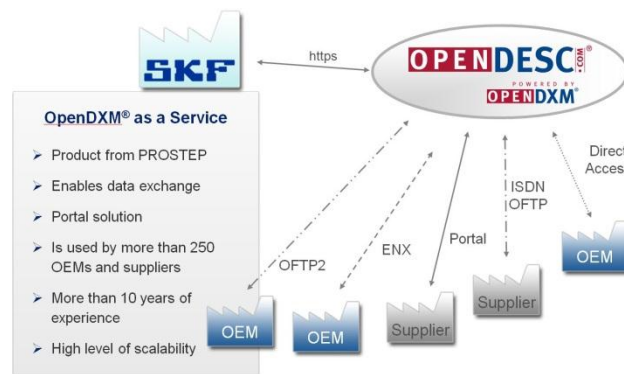 SKF
https
OPENDESC.COM®
POWERED BY
OPENDXM®
OpenDXM® as a Service
Product from PROSTEP
Enables data exchange
Portal solution
Is used by more than 250
OEMs and suppliers
More than 10 years of
experience
High level of scalability
OFTP2
ENX
Portal
ISDN
OFTP
Direct
Access
OEM
OEM
Supplier
Supplier
OEM